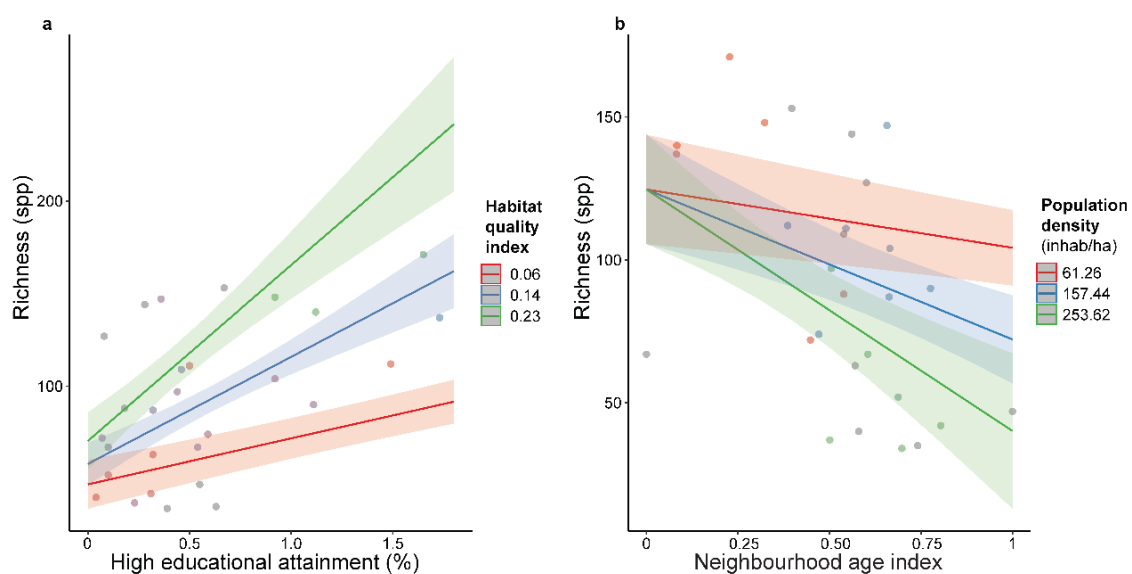 a
Richness (spp)
200
100
0
0.5
1.0
1.5
High educational attainment (%)
Habitat
quality
index
0.06
0.14
0.23
b
Richness (spp)
150
100
50
0
0.25
0.50
0.75
1
Neighbourhood age index
Population
density
(inhab/ha)
61.26
157.44
253.62